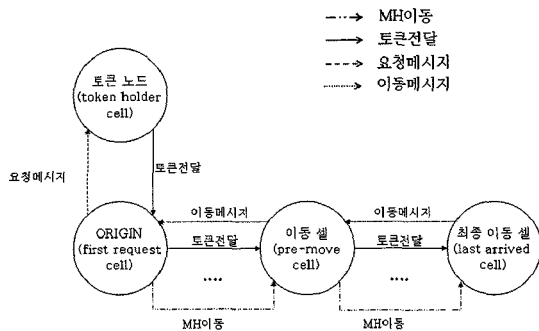 MH이동
토큰전달
요청메시지
이동메시지
토큰 노드
(token holder
cell)
요청메시지
토큰전달
이동메시지
이동메시지
ORIGIN
(first request
cell)
토큰전달
이동 셀
(pre-move
cell)
토큰전달
최종 이동 셀
(last arrived
cell)
....
....
MH이동
MH이동